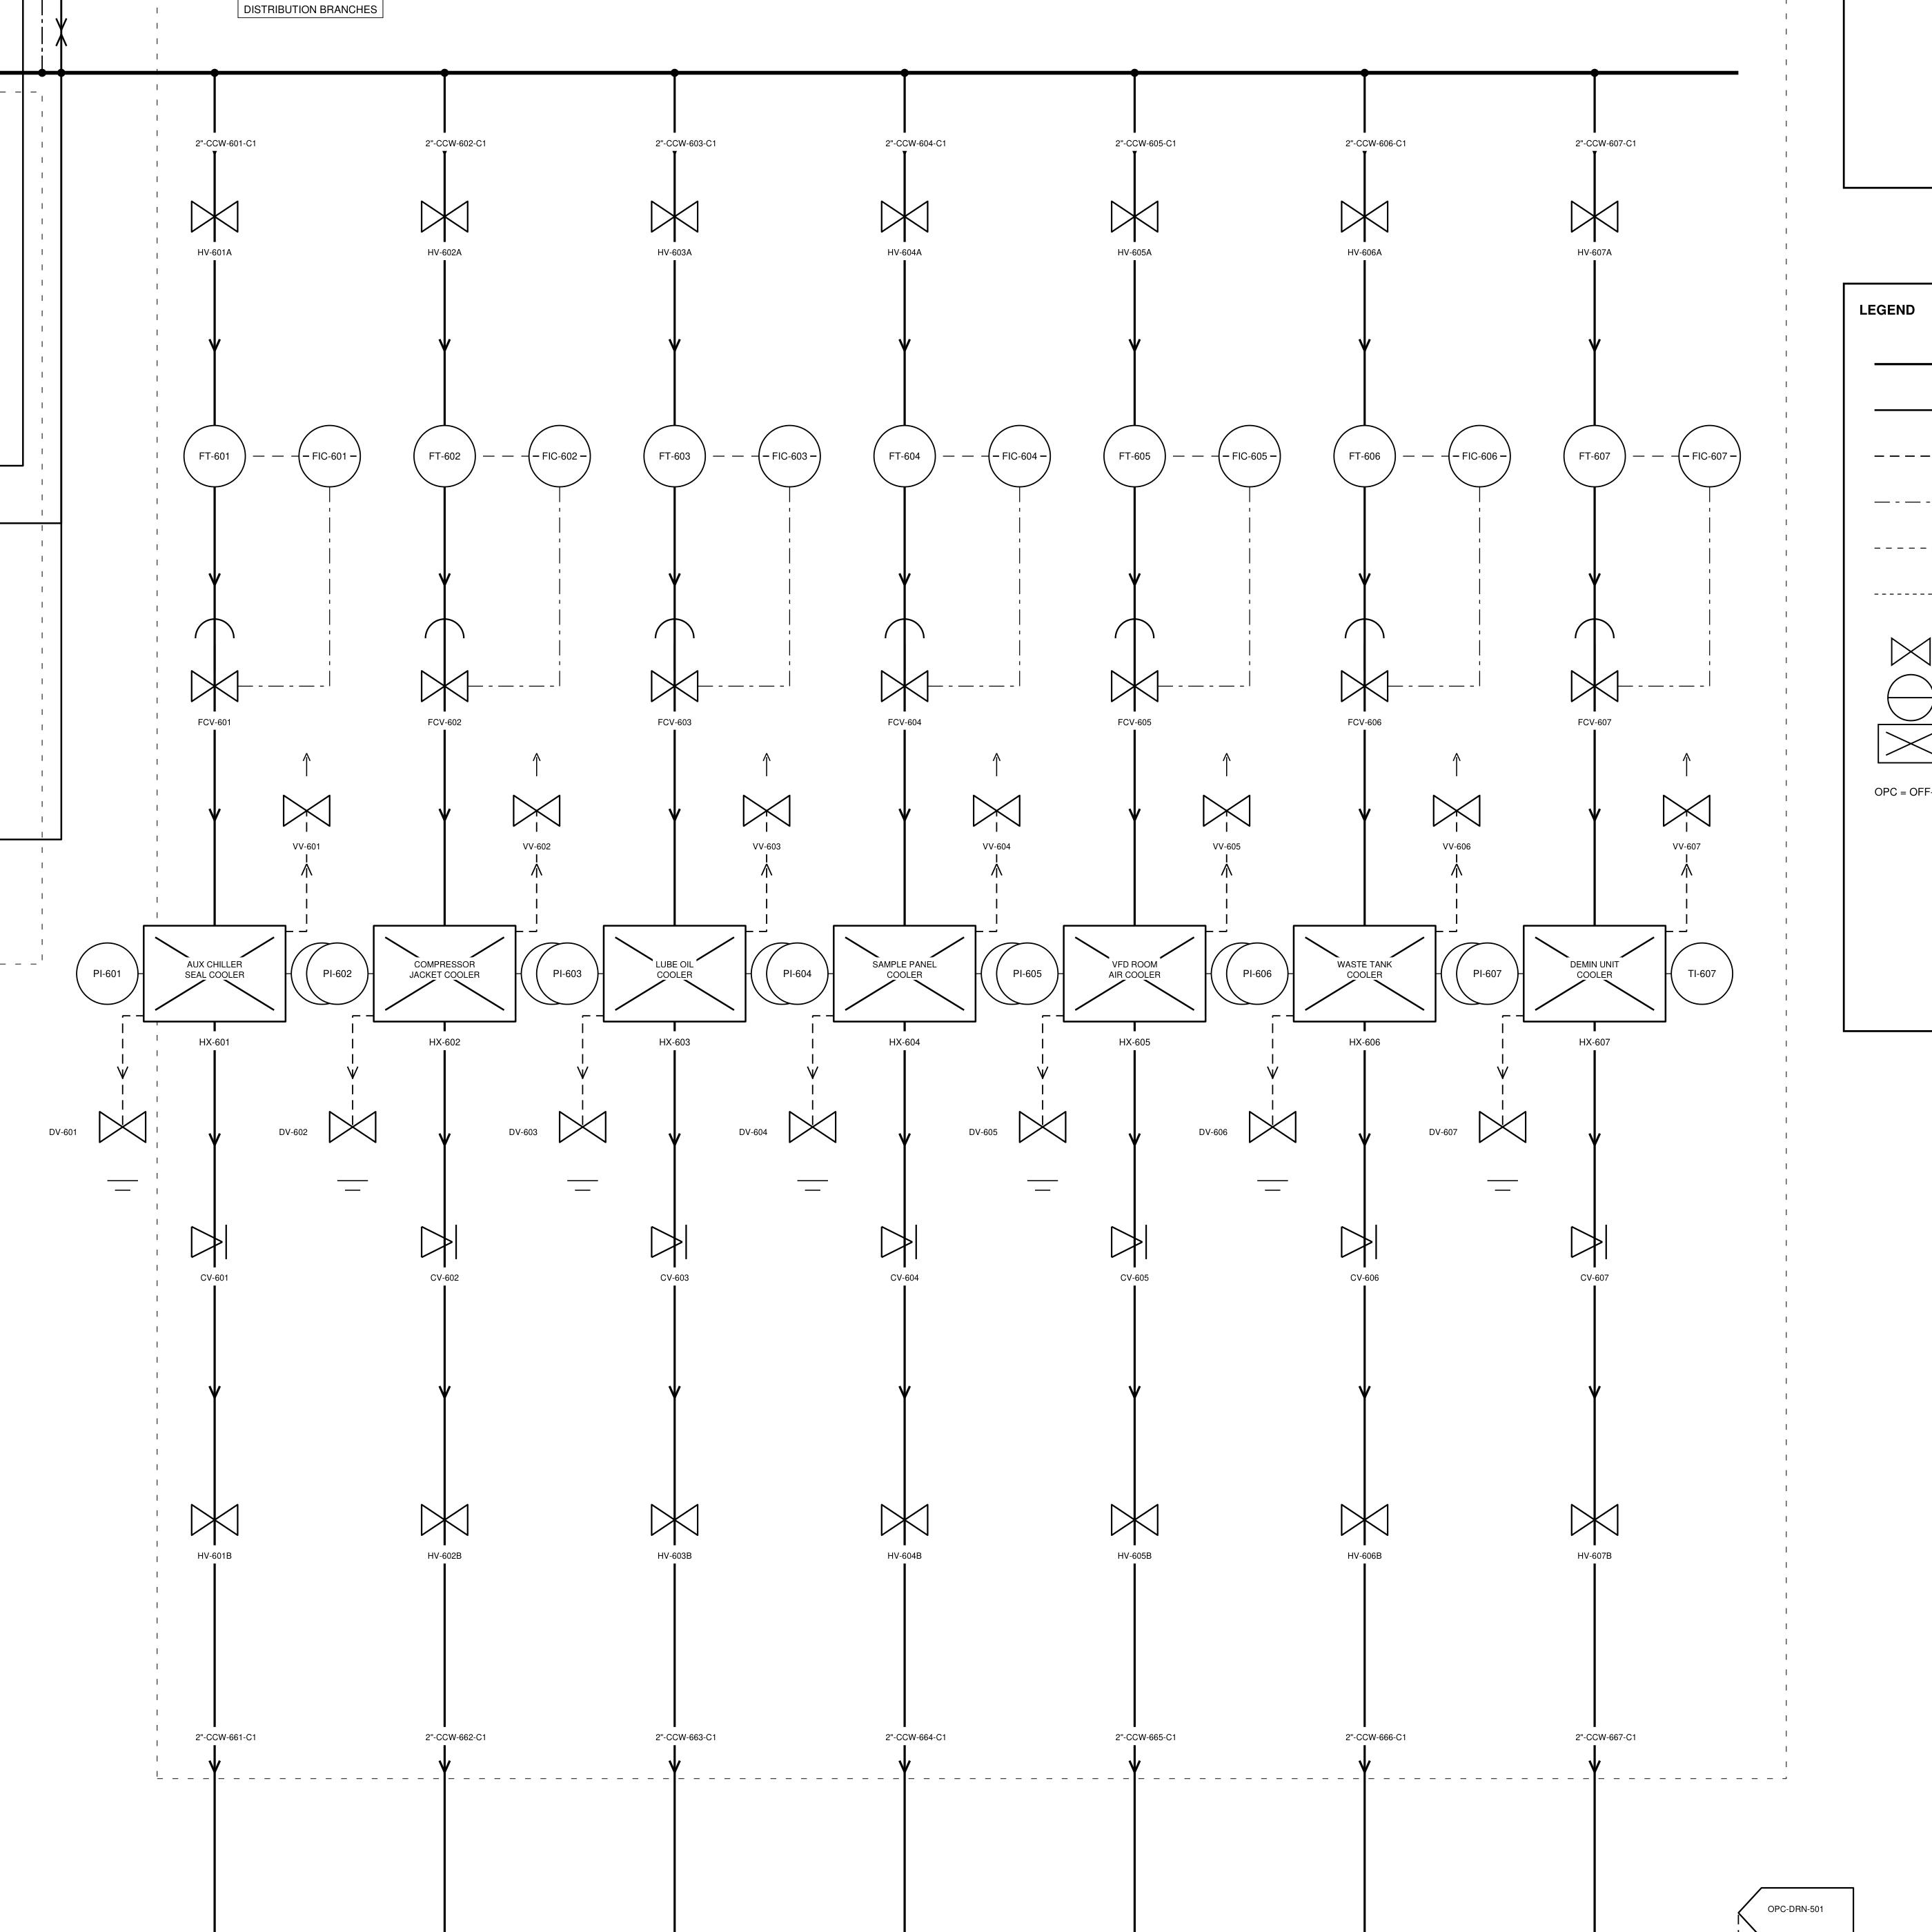 DISTRIBUTION BRANCHES
2"-CCW-601-C1 2"-CCW-602-C1 2"-CCW-603-C1 2"-CCW-604-C1 2"-CCW-605-C1 2"-CCW-606-C1 2"-CCW-607-C1
HV-601A HV-602A HV-603A HV-604A HV-605A HV-606A HV-607A
LEGEND
FT-601 FIC-601 FT-602 FIC-602 FT-603 FIC-603 FT-604 FIC-604 FT-605 FIC-605 FT-606 FIC-606 FT-607 FIC-607
FCV-601 FCV-602 FCV-603 FCV-604 FCV-605 FCV-606 FCV-607
OPC = OFF-
VV-601 VV-602 VV-603 VV-604 VV-605 VV-606 VV-607
PI-601
AUX CHILLER
SEAL COOLER
PI-602
COMPRESSOR
JACKET COOLER
PI-603
LUBE OIL
COOLER
PI-604
SAMPLE PANEL
COOLER
PI-605
VFD ROOM
AIR COOLER
PI-606
WASTE TANK
COOLER
PI-607
DEMIN UNIT
COOLER
TI-607
HX-601 HX-602 HX-603 HX-604 HX-605 HX-606 HX-607
DV-601 DV-602 DV-603 DV-604 DV-605 DV-606 DV-607
CV-601 CV-602 CV-603 CV-604 CV-605 CV-606 CV-607
HV-601B HV-602B HV-603B HV-604B HV-605B HV-606B HV-607B
2"-CCW-661-C1 2"-CCW-662-C1 2"-CCW-663-C1 2"-CCW-664-C1 2"-CCW-665-C1 2"-CCW-666-C1 2"-CCW-667-C1
OPC-DRN-501